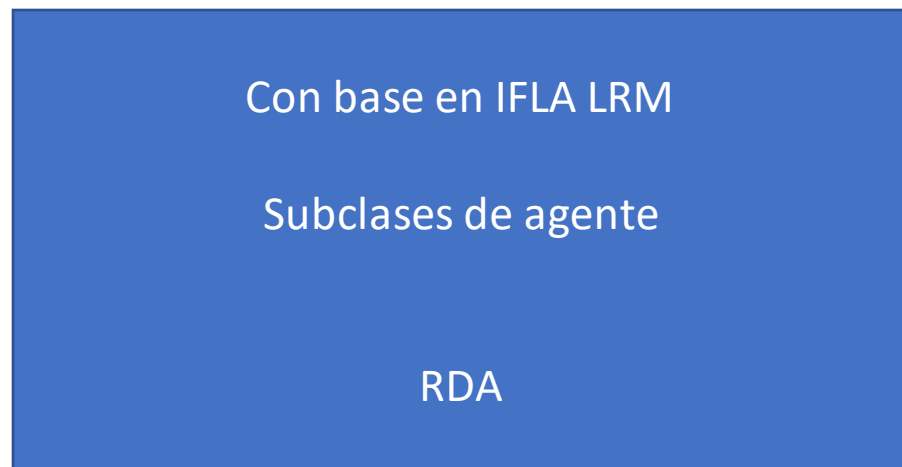 Con base en IFLA LRM
Subclases de agente
RDA